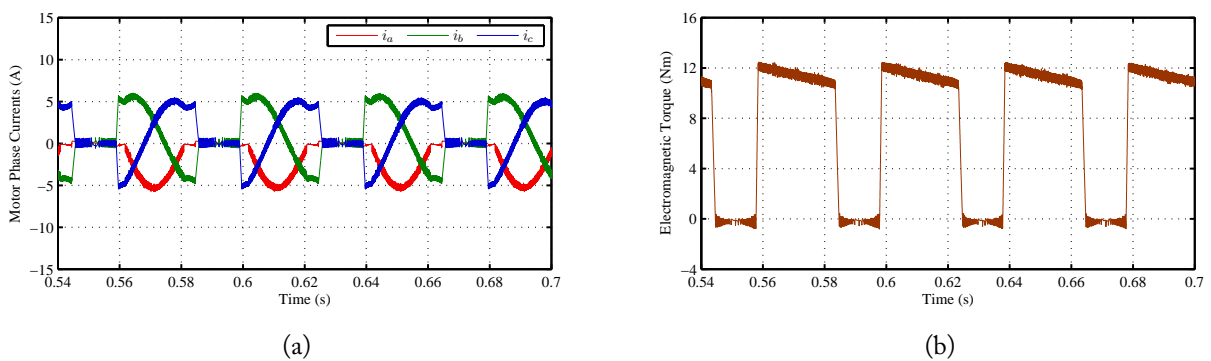 15
10
5
0
−5
−10
−15
0.54 0.56 0.58 0.6 0.62 0.64 0.66 0.68 0.7
Motor Phase Currents (A)
Time (s)
i_a i_b i_c
(a)
16
12
8
4
0
−4
0.54 0.56 0.58 0.6 0.62 0.64 0.66 0.68 0.7
Electromagnetic Torque (Nm)
Time (s)
(b)